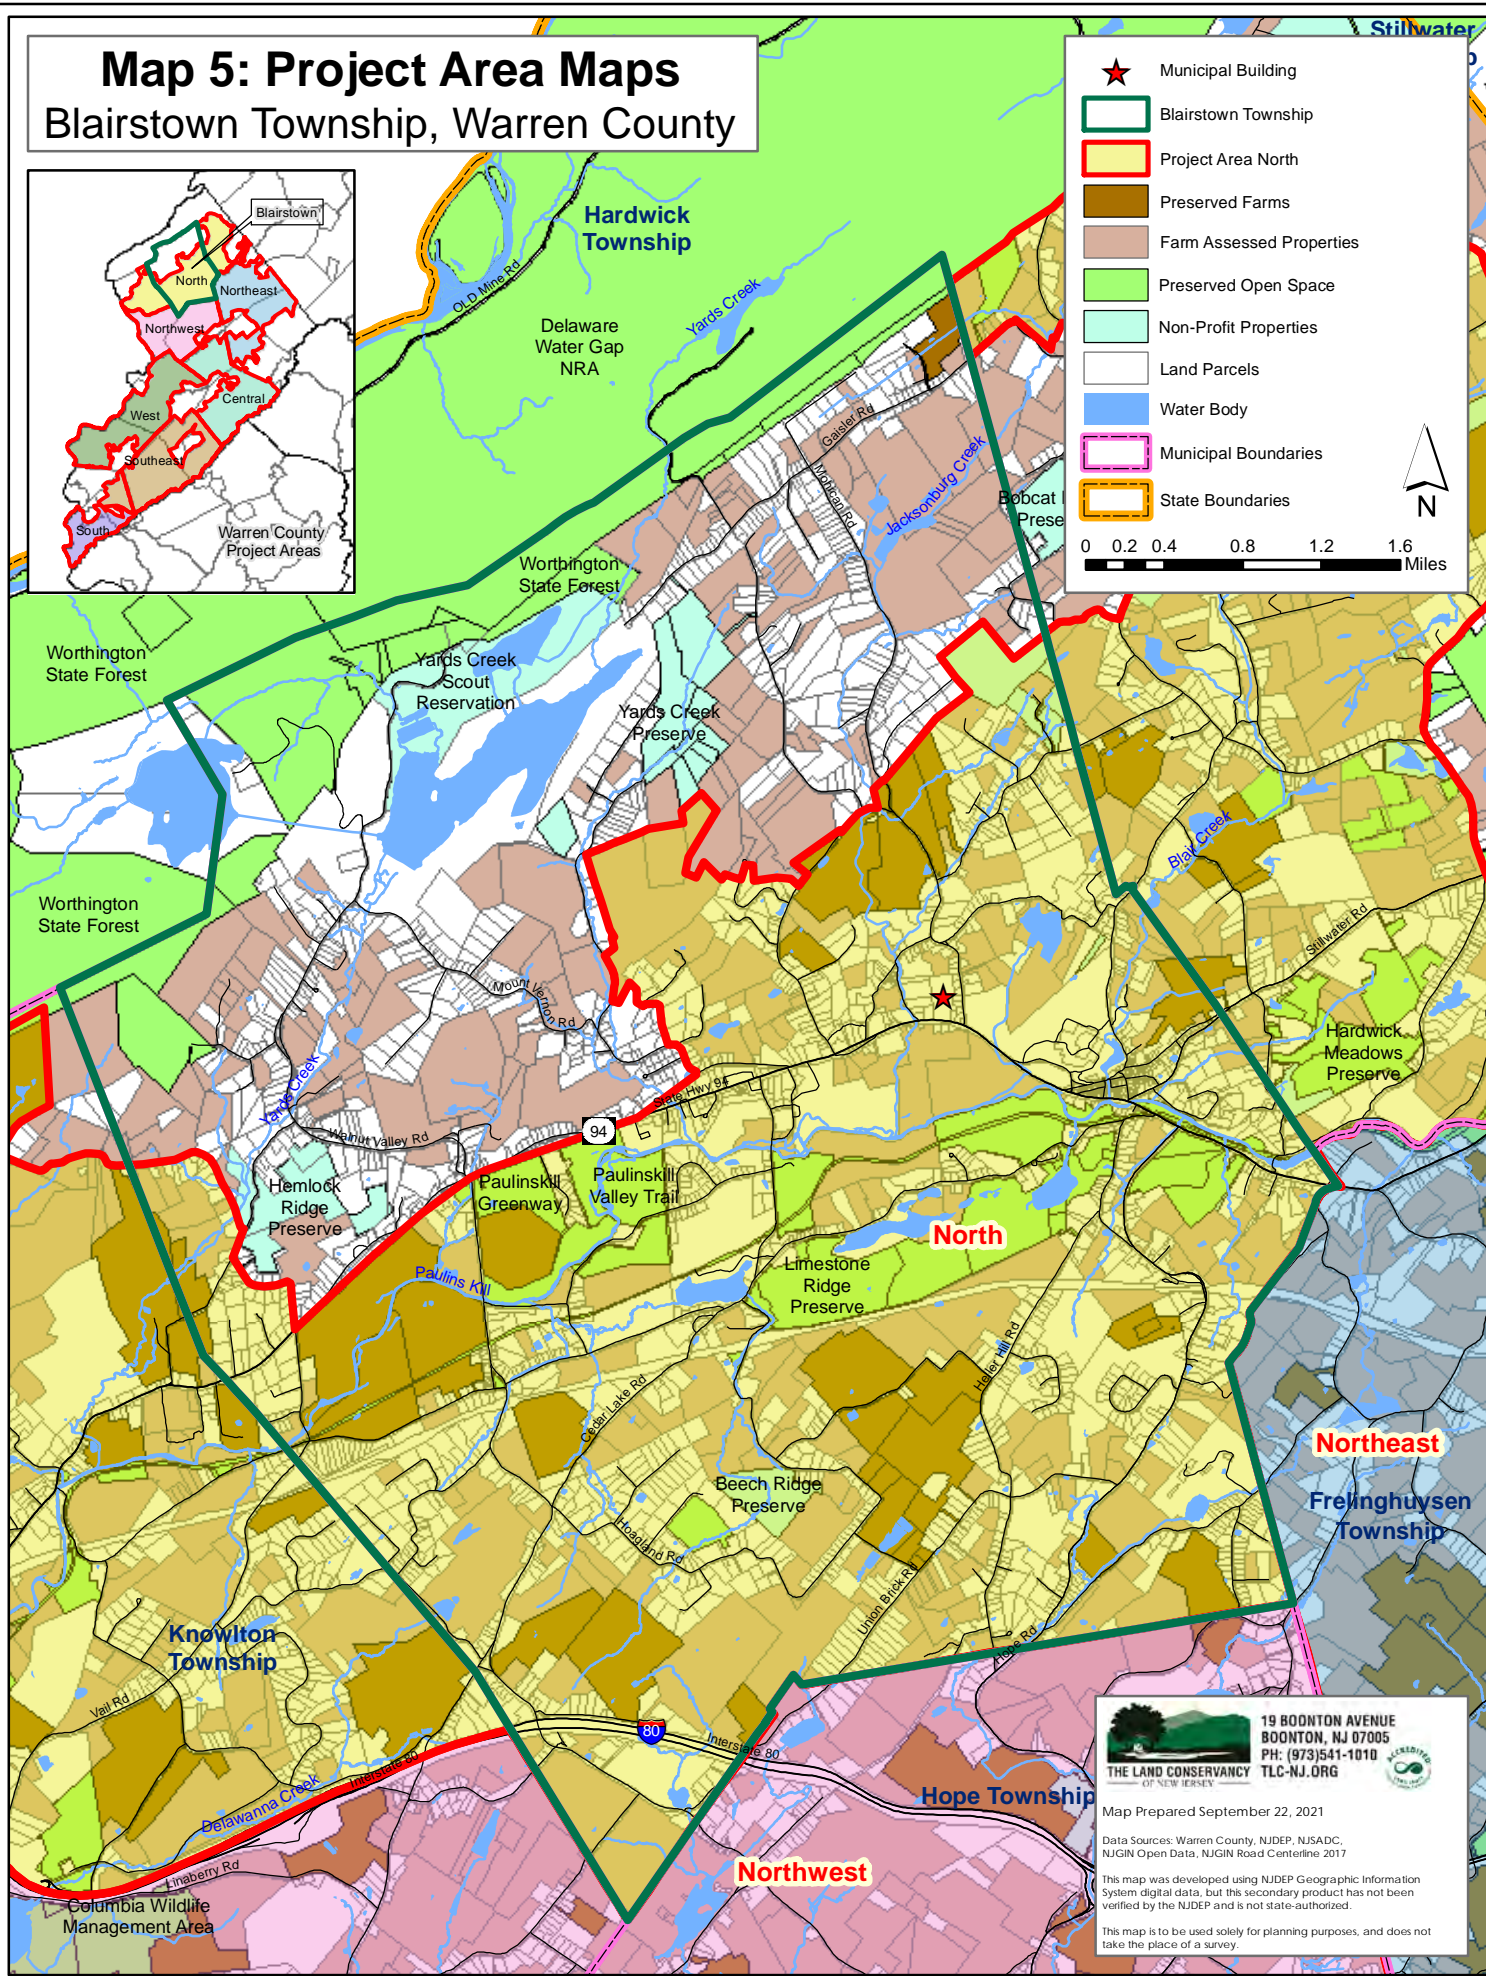 Map 5: Project Area Maps
Blairstown Township, Warren County
Stillwater
Municipal Building
Blairstown Township
Project Area North
Preserved Farms
Farm Assessed Properties
Preserved Open Space
Non-Profit Properties
Land Parcels
Water Body
Municipal Boundaries
State Boundaries
N
0 0.2 0.4 0.8 1.2 1.6
Miles
Blairstown
North
Northeast
Northwest
West
Central
Southeast
South
Warren County
Project Areas
Hardwick
Township
OLD Mine Rd
Yards Creek
Delaware
Water Gap
NRA
Gaisler Rd
Mohican Rd
Jacksonburg Creek
Bobcat
Worthington
State Forest
Worthington
State Forest
Yards Creek
Scout
Reservation
Yards Creek
Preserve
Blair Creek
Worthington
State Forest
Stillwater Rd
Mount Vernon Rd
Hardwick
Meadows
Preserve
Yards Creek
State Hwy 94
94
Walnut Valley Rd
Hemlock
Ridge
Preserve
Paulinskill
Greenway
Paulinskill
Valley Trail
North
Paulins Kill
Limestone
Ridge
Preserve
Heller Hill Rd
Cedar Lake Rd
Northeast
Beech Ridge
Preserve
Frelinghuysen
Township
Hoagland Rd
Union Brick Rd
Knowlton
Township
Hope Rd
Vail Rd
80
Interstate 80
Interstate 80
Delawanna Creek
Hope Township
Linaberry Rd
Northwest
Columbia Wildlife
Management Area
THE LAND CONSERVANCY
OF NEW JERSEY
19 BOONTON AVENUE
BOONTON, NJ 07005
PH: (973)541-1010
TLC-NJ.ORG
ACCREDITED
Map Prepared September 22, 2021
Data Sources: Warren County, NJDEP, NJSADC,
NJGIN Open Data, NJGIN Road Centerline 2017
This map was developed using NJDEP Geographic Information
System digital data, but this secondary product has not been
verified by the NJDEP and is not state-authorized.
This map is to be used solely for planning purposes, and does not
take the place of a survey.